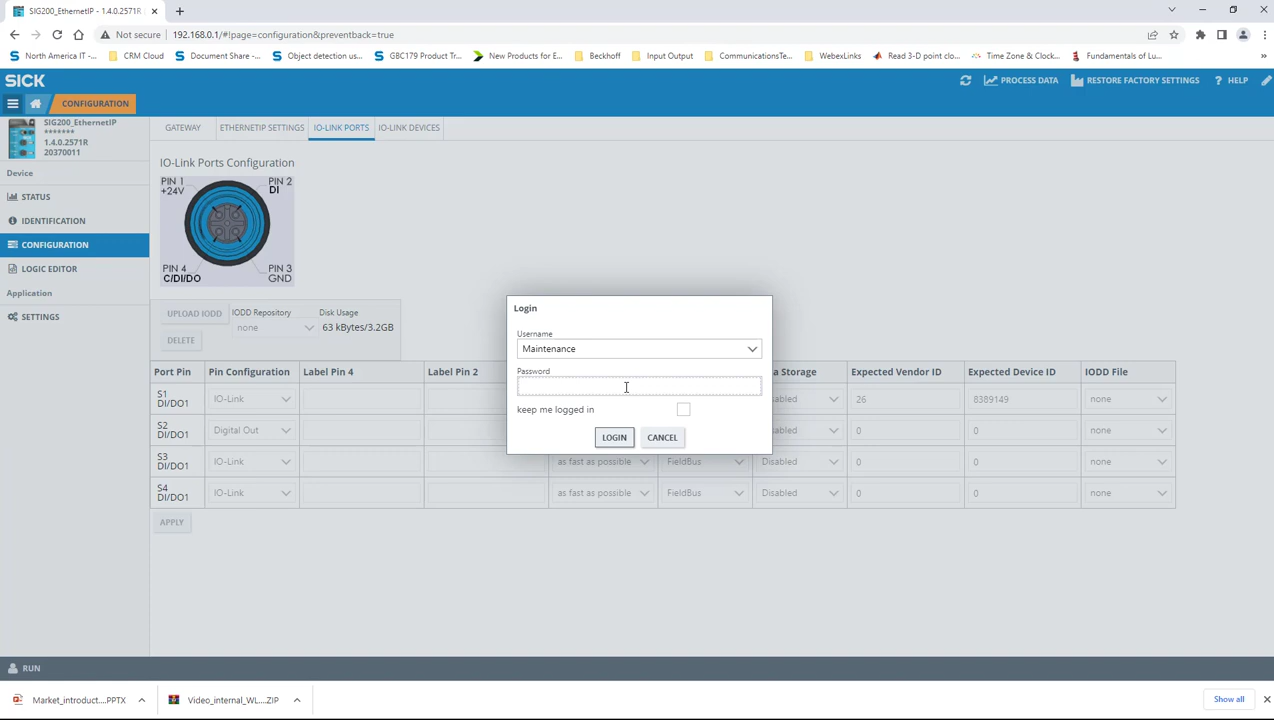 SIG200_EthernetIP - 1.4.0.2571R
Not secure 192.168.0.1/#!page=configuration&preventback=true
North America IT -... CRM Cloud Document Share -... Object detection us... GBC179 Product Tr... New Products for E... Beckhoff Input Output CommunicationsTe... WebexLinks Read 3-D point clo... Time Zone & Clock... Fundamentals of Lu... »
SICK PROCESS DATA RESTORE FACTORY SETTINGS ? HELP
CONFIGURATION
SIG200_EthernetIP
*******
1.4.0.2571R
20370011
GATEWAY ETHERNETIP SETTINGS IO-LINK PORTS IO-LINK DEVICES
Device
STATUS
IDENTIFICATION
CONFIGURATION
LOGIC EDITOR
Application
SETTINGS
IO-Link Ports Configuration
PIN 1 PIN 2
+24V DI
PIN 4 PIN 3
C/DI/DO GND
UPLOAD IODD IODD Repository Disk Usage
none 63 kBytes/3.2GB
DELETE
Login
Username
Maintenance
Password
keep me logged in
LOGIN CANCEL
Port Pin Pin Configuration Label Pin 4 Label Pin 2 a Storage Expected Vendor ID Expected Device ID IODD File
S1
DI/DO1 IO-Link abled 26 8389149 none
S2
DI/DO1 Digital Out 0 0 none
S3
DI/DO1 IO-Link as fast as possible FieldBus Disabled 0 0 none
S4
DI/DO1 IO-Link as fast as possible FieldBus Disabled 0 0 none
APPLY
RUN
Market_introduct....PPTX Video_internal_WL....ZIP Show all